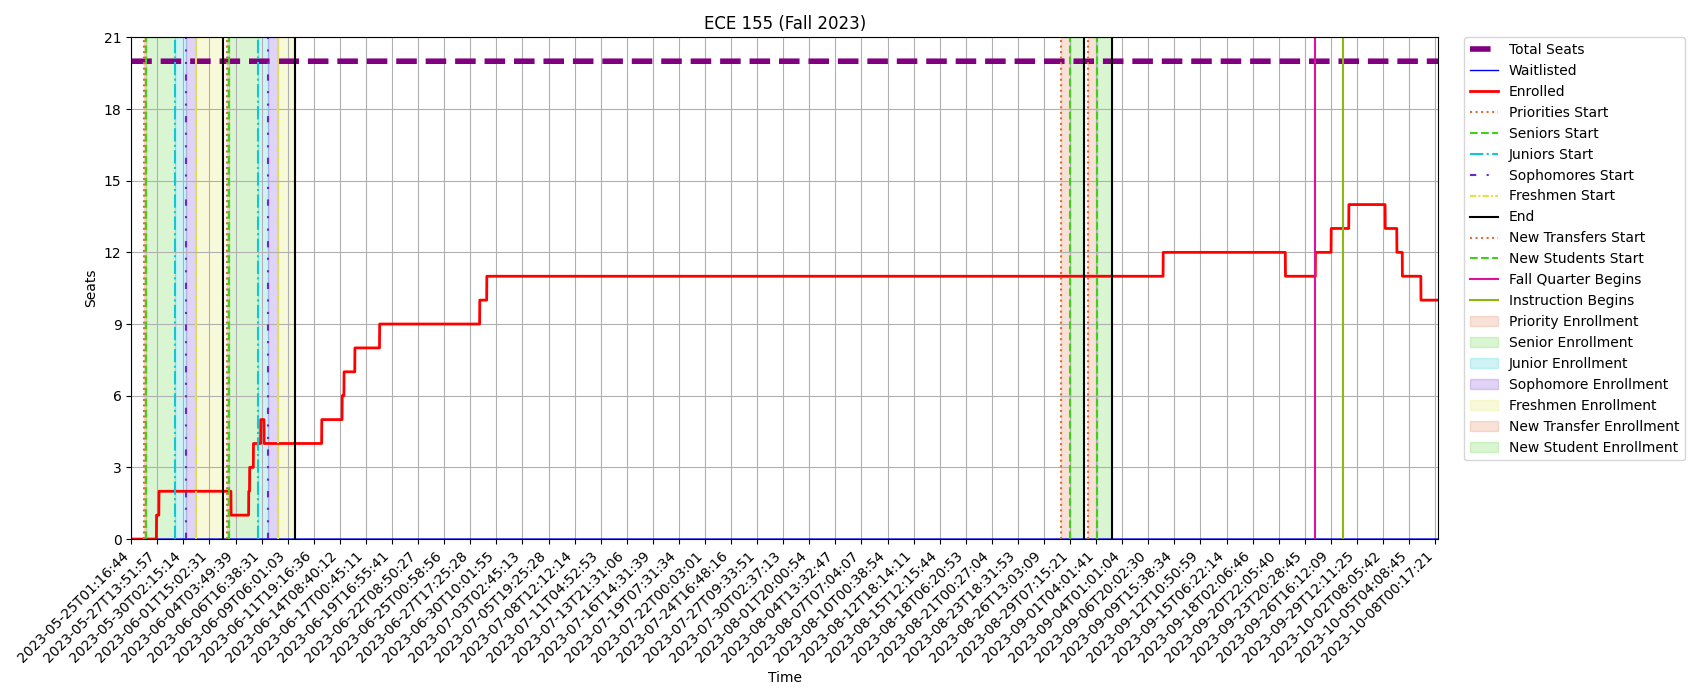 ECE 155 (Fall 2023)
21
18
15
12
9
6
3
0
Seats
2023-05-25T01:16:44
2023-05-27T13:51:57
2023-05-30T02:15:14
2023-06-01T15:02:31
2023-06-04T03:49:39
2023-06-06T16:38:31
2023-06-09T06:01:03
2023-06-11T19:16:36
2023-06-14T08:40:12
2023-06-17T00:45:11
2023-06-19T16:55:41
2023-06-22T08:50:27
2023-06-25T00:58:56
2023-06-27T17:25:28
2023-06-30T10:01:55
2023-07-03T02:45:13
2023-07-05T19:25:28
2023-07-08T12:12:14
2023-07-11T04:52:53
2023-07-13T21:31:06
2023-07-16T14:31:39
2023-07-19T07:31:34
2023-07-22T00:03:01
2023-07-24T16:48:16
2023-07-27T09:33:51
2023-07-30T02:37:13
2023-08-01T20:00:54
2023-08-04T13:32:47
2023-08-07T07:04:07
2023-08-10T00:38:54
2023-08-12T18:14:11
2023-08-15T12:15:44
2023-08-18T06:20:53
2023-08-21T00:27:04
2023-08-23T18:31:53
2023-08-26T13:03:09
2023-08-29T07:15:21
2023-09-01T04:01:41
2023-09-04T01:01:04
2023-09-06T20:02:30
2023-09-09T15:38:34
2023-09-12T10:50:59
2023-09-15T06:22:14
2023-09-18T02:06:46
2023-09-20T22:05:40
2023-09-23T20:28:45
2023-09-26T16:12:09
2023-09-29T12:11:25
2023-10-02T08:05:42
2023-10-05T04:08:45
2023-10-08T00:17:21
Time
Total Seats
Waitlisted
Enrolled
Priorities Start
Seniors Start
Juniors Start
Sophomores Start
Freshmen Start
End
New Transfers Start
New Students Start
Fall Quarter Begins
Instruction Begins
Priority Enrollment
Senior Enrollment
Junior Enrollment
Sophomore Enrollment
Freshmen Enrollment
New Transfer Enrollment
New Student Enrollment